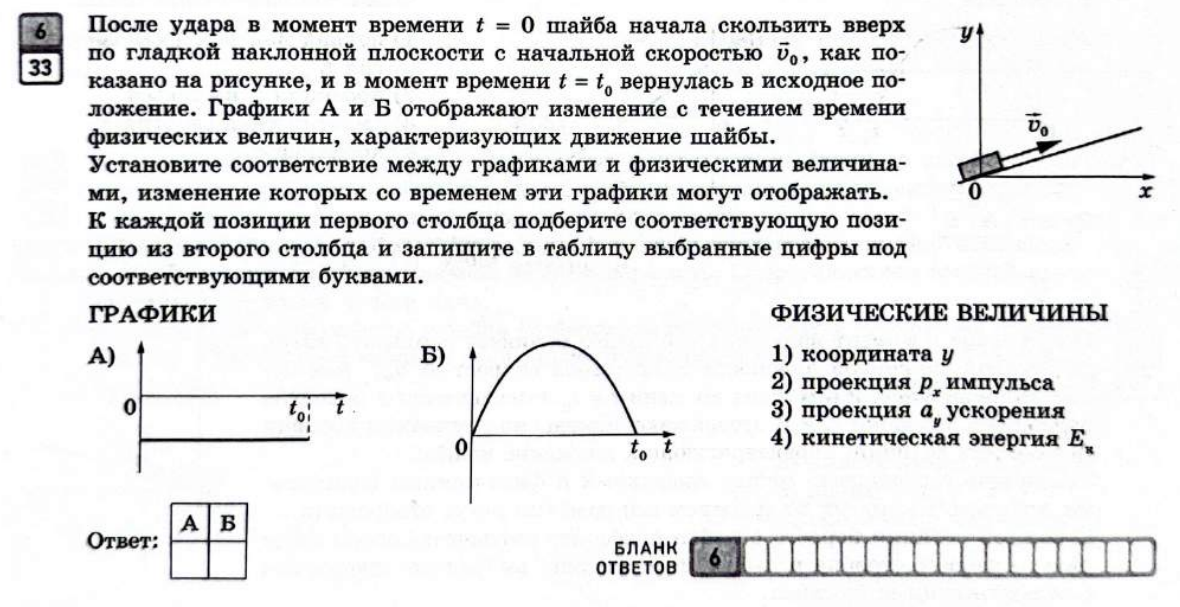 6
33
После удара в момент времени t = 0 шайба начала скользить вверх
по гладкой наклонной плоскости с начальной скоростью v⃗₀, как по-
казано на рисунке, и в момент времени t = t₀ вернулась в исходное по-
ложение. Графики А и Б отображают изменение с течением времени
физических величин, характеризующих движение шайбы.
Установите соответствие между графиками и физическими величина-
ми, изменение которых со временем эти графики могут отображать.
К каждой позиции первого столбца подберите соответствующую пози-
цию из второго столбца и запишите в таблицу выбранные цифры под
соответствующими буквами.
y
v⃗₀
0
x
ГРАФИКИ
А)
0
t₀
t
Б)
0
t₀
t
ФИЗИЧЕСКИЕ ВЕЛИЧИНЫ
1) координата y
2) проекция pₓ импульса
3) проекция a_y ускорения
4) кинетическая энергия E_к
Ответ:
А Б
БЛАНК
ОТВЕТОВ
6